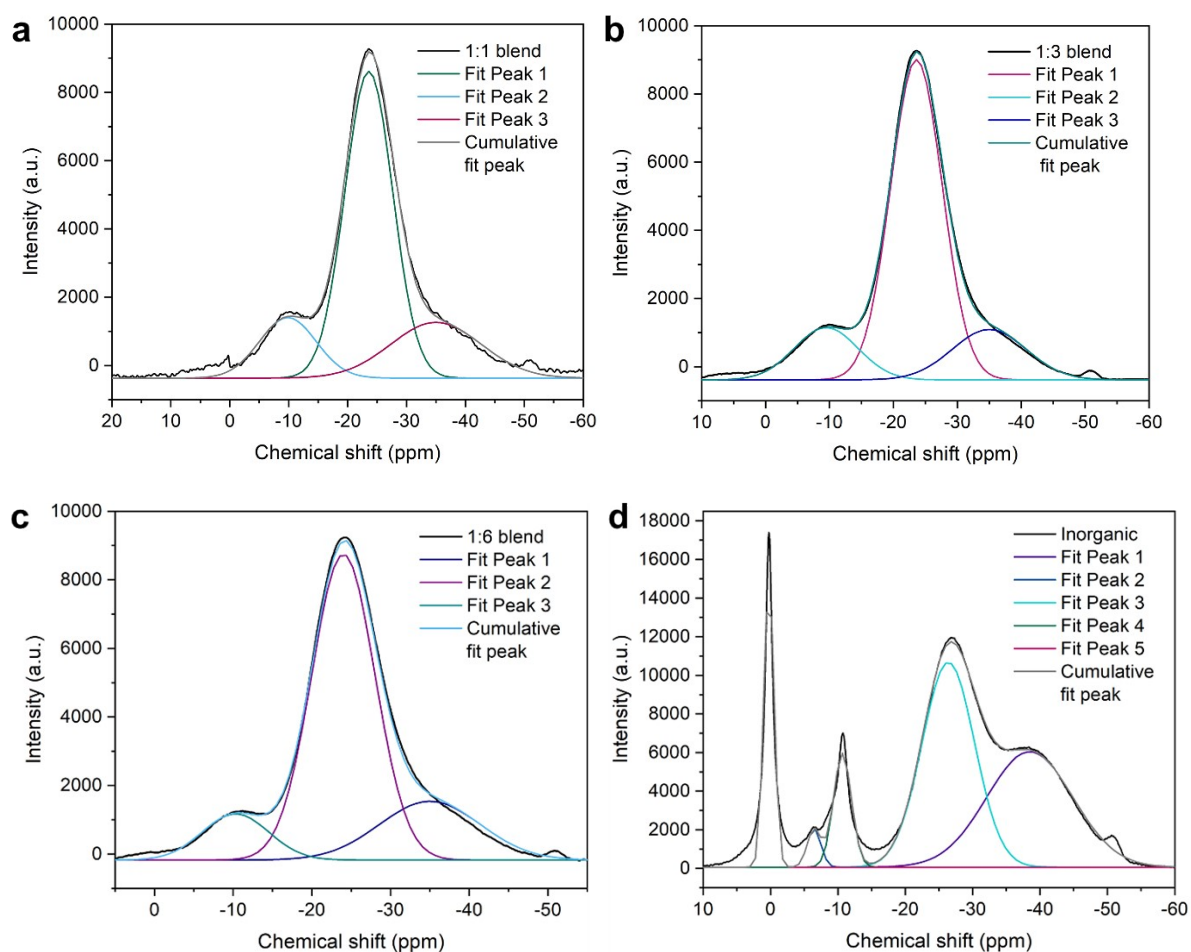 a
10000
8000
6000
4000
2000
0
Intensity (a.u.)
1:1 blend
Fit Peak 1
Fit Peak 2
Fit Peak 3
Cumulative
fit peak
20 10 0 -10 -20 -30 -40 -50 -60
Chemical shift (ppm)
b
10000
8000
6000
4000
2000
0
Intensity (a.u.)
1:3 blend
Fit Peak 1
Fit Peak 2
Fit Peak 3
Cumulative
fit peak
10 0 -10 -20 -30 -40 -50 -60
Chemical shift (ppm)
c
10000
8000
6000
4000
2000
0
Intensity (a.u.)
1:6 blend
Fit Peak 1
Fit Peak 2
Fit Peak 3
Cumulative
fit peak
0 -10 -20 -30 -40 -50
Chemical shift (ppm)
d
18000
16000
14000
12000
10000
8000
6000
4000
2000
0
Intensity (a.u.)
Inorganic
Fit Peak 1
Fit Peak 2
Fit Peak 3
Fit Peak 4
Fit Peak 5
Cumulative
fit peak
10 0 -10 -20 -30 -40 -50 -60
Chemical shift (ppm)